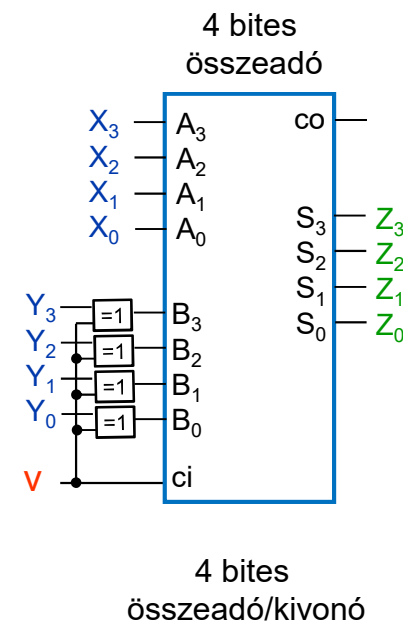 4 bites
összeadó
X₃ A₃ co
X₂ A₂
X₁ A₁
X₀ A₀
S₃ Z₃
S₂ Z₂
S₁ Z₁
S₀ Z₀
Y₃ =1 B₃
Y₂ =1 B₂
Y₁ =1 B₁
Y₀ =1 B₀
v ci
4 bites
összeadó/kivonó